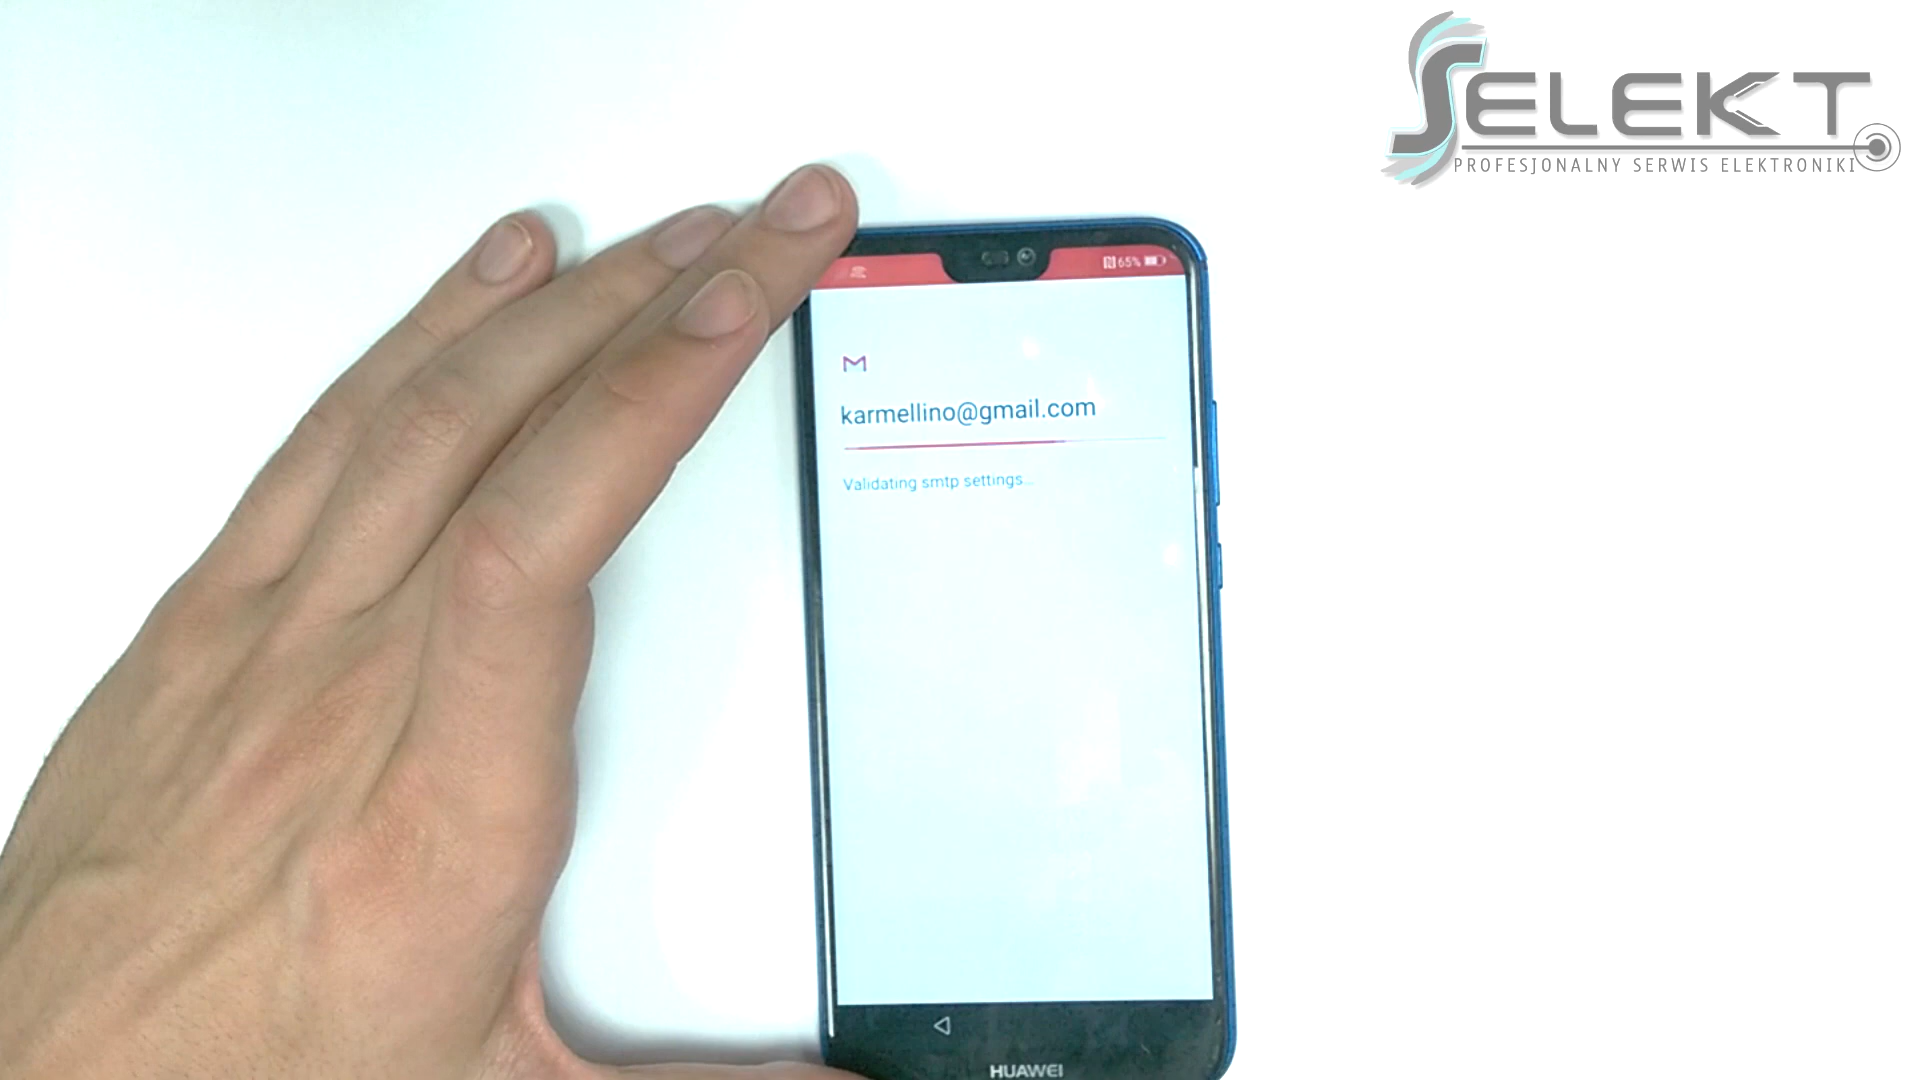 SELEKT
PROFESJONALNY SERWIS ELEKTRONIKI
65%
karmellino@gmail.com
Validating smtp settings...
HUAWEI